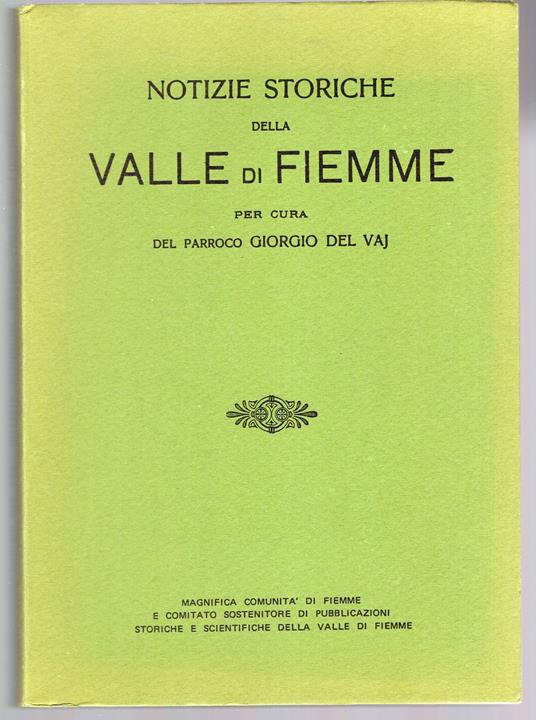 NOTIZIE STORICHE
DELLA
VALLE DI FIEMME
PER CURA
DEL PARROCO GIORGIO DEL VAJ
MAGNIFICA COMUNITA' DI FIEMME
E COMITATO SOSTENITORE DI PUBBLICAZIONI
STORICHE E SCIENTIFICHE DELLA VALLE DI FIEMME